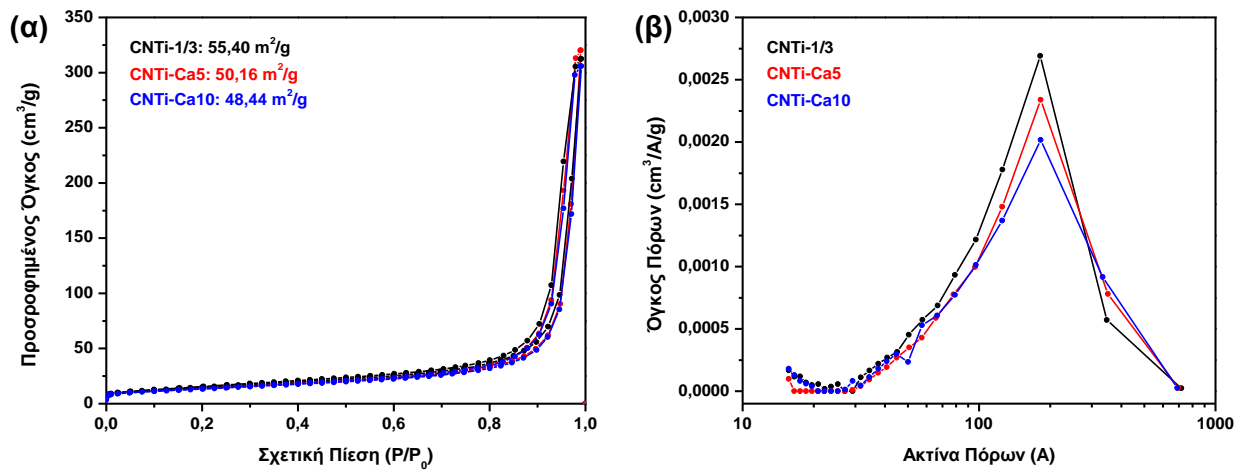 (α)
350
300
250
200
150
100
50
0
Προσροφημένος Όγκος (cm³/g)
CNTi-1/3: 55,40 m²/g
CNTi-Ca5: 50,16 m²/g
CNTi-Ca10: 48,44 m²/g
0,0 0,2 0,4 0,6 0,8 1,0
Σχετική Πίεση (P/P₀)
(β)
0,0030
0,0025
0,0020
0,0015
0,0010
0,0005
0,0000
Όγκος Πόρων (cm³/A/g)
CNTi-1/3
CNTi-Ca5
CNTi-Ca10
10 100 1000
Ακτίνα Πόρων (A)